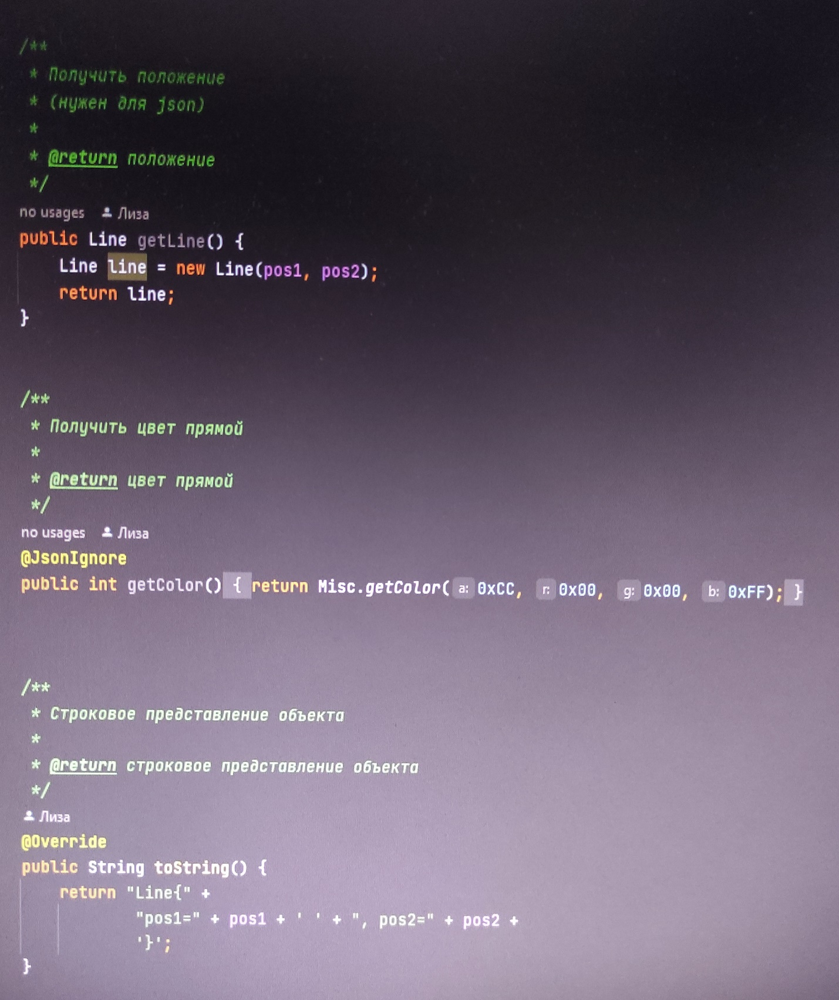 /**
* Получить положение
* (нужен для json)
*
* @return положение
*/
no usages Лиза
public Line getLine() {
Line line = new Line(pos1, pos2);
return line;
}
/**
* Получить цвет прямой
*
* @return цвет прямой
*/
no usages Лиза
@JsonIgnore
public int getColor() { return Misc.getColor( a: 0xCC, r: 0x00, g: 0x00, b: 0xFF); }
/**
* Строковое представление объекта
*
* @return строковое представление объекта
*/
Лиза
@Override
public String toString() {
return "Line{" +
"pos1=" + pos1 + ' ' + ", pos2=" + pos2 +
'}';
}